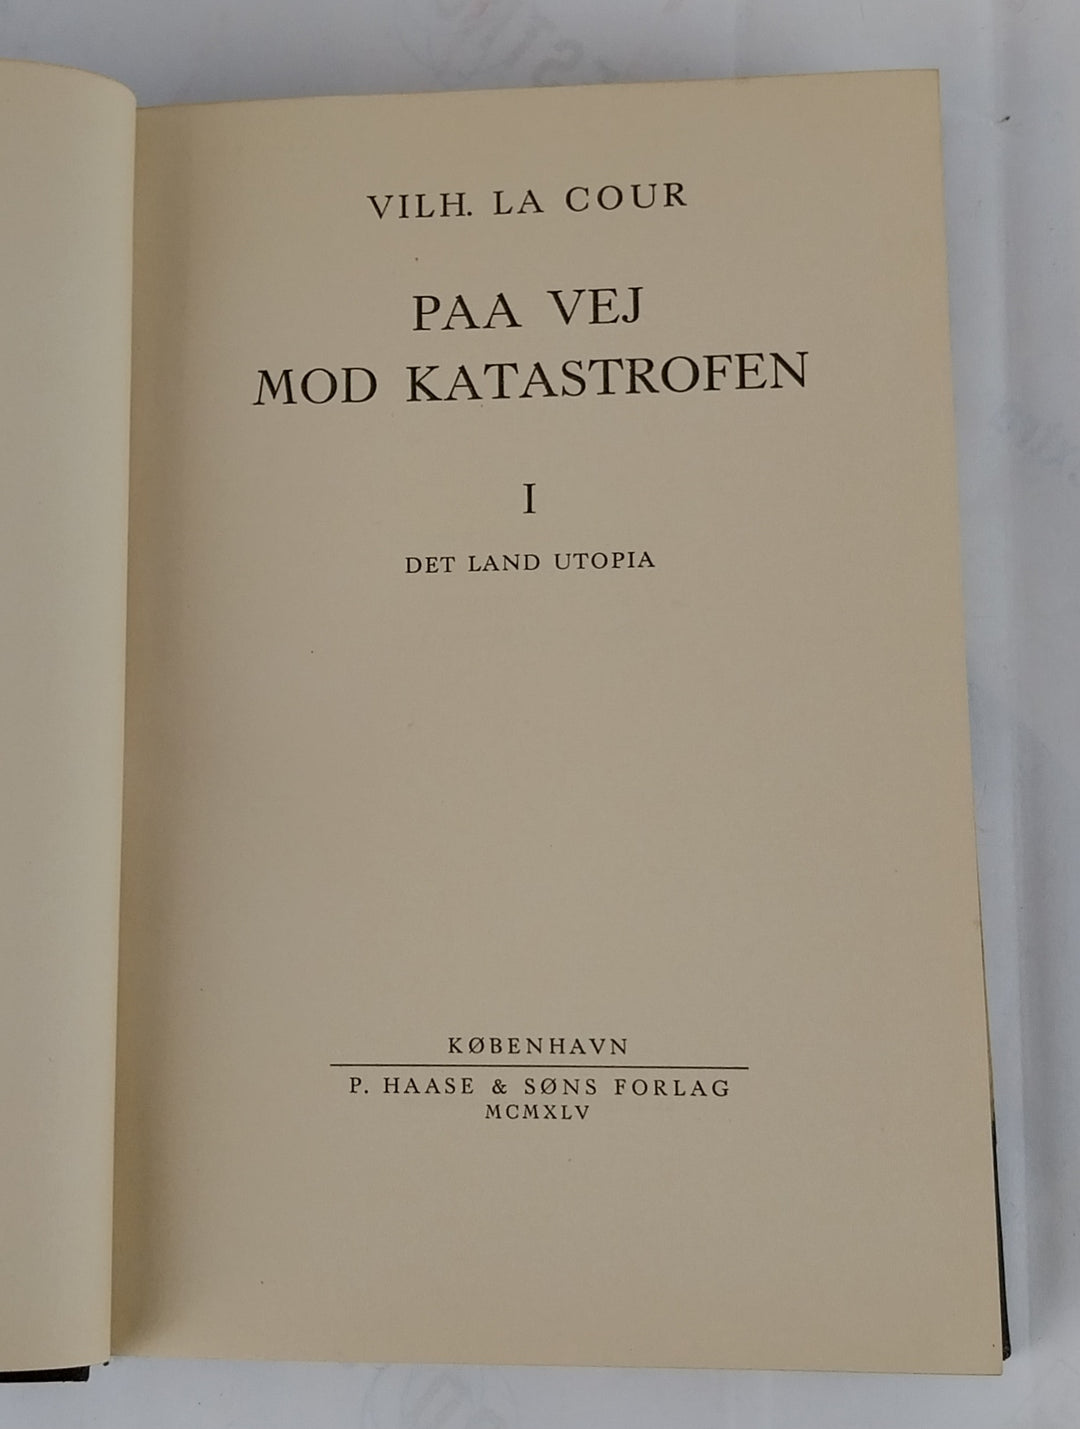 VILH. LA COUR
PAA VEJ
MOD KATASTROFEN
I
DET LAND UTOPIA
KØBENHAVN
P. HAASE & SØNS FORLAG
MCMXLV